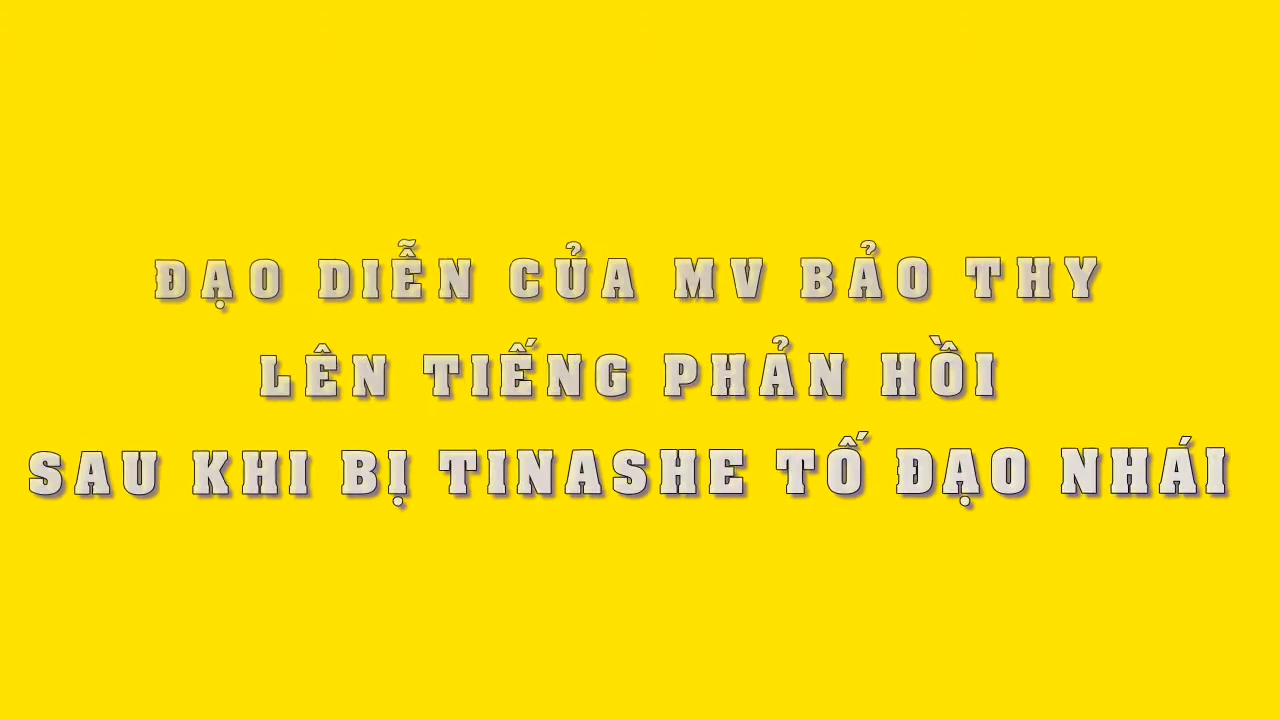 ĐẠO DIỄN CỦA MV BẢO THY
LÊN TIẾNG PHẢN HỒI
SAU KHI BỊ TINASHE TỐ ĐẠO NHÁI